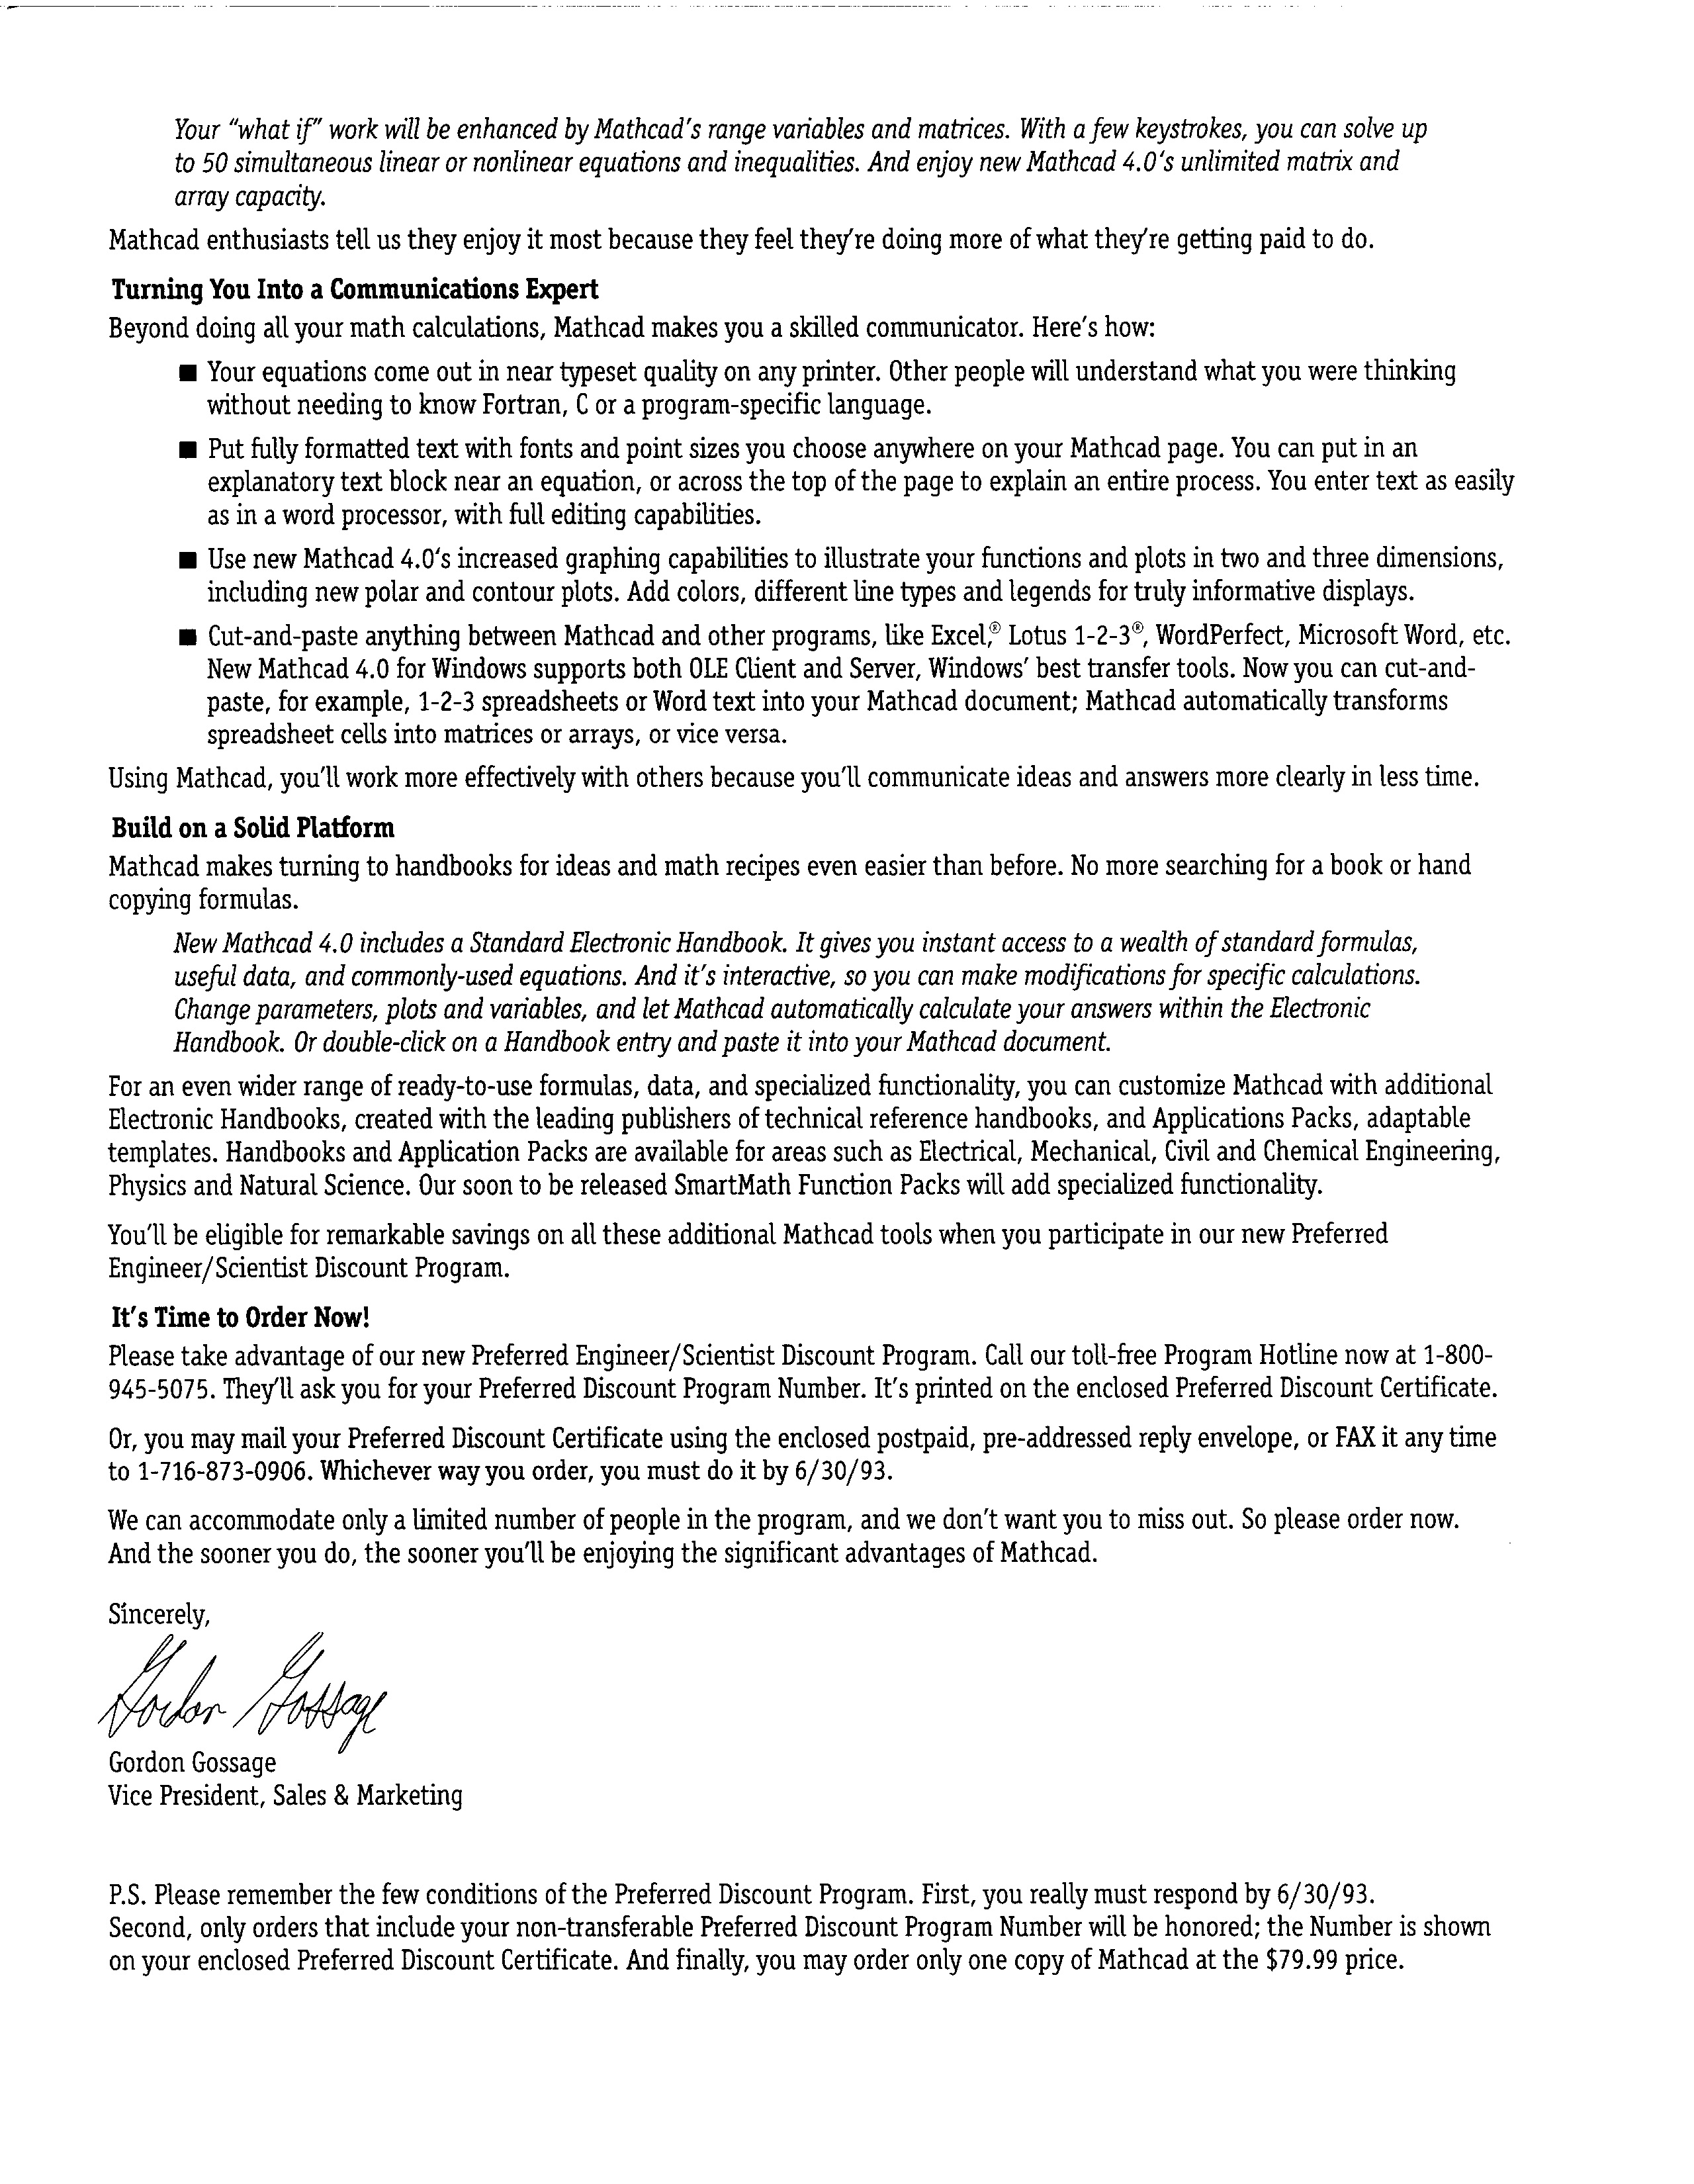 Your “what if” work will be enhanced by Mathcad's range variables and matrices. With a few keystrokes, you can solve up
to 50 simultaneous linear or nonlinear equations and inequalities. And enjoy new Mathcad 4.0's unlimited matrix and
array capacity.
Mathcad enthusiasts tell us they enjoy it most because they feel they're doing more of what they're getting paid to do.
Turning You Into a Communications Expert
Beyond doing all your math calculations, Mathcad makes you a skilled communicator. Here's how:
■ Your equations come out in near typeset quality on any printer. Other people will understand what you were thinking
without needing to know Fortran, C or a program-specific language.
■ Put fully formatted text with fonts and point sizes you choose anywhere on your Mathcad page. You can put in an
explanatory text block near an equation, or across the top of the page to explain an entire process. You enter text as easily
as in a word processor, with full editing capabilities.
■ Use new Mathcad 4.0's increased graphing capabilities to illustrate your functions and plots in two and three dimensions,
including new polar and contour plots. Add colors, different line types and legends for truly informative displays.
■ Cut-and-paste anything between Mathcad and other programs, like Excel,® Lotus 1-2-3®, WordPerfect, Microsoft Word, etc.
New Mathcad 4.0 for Windows supports both OLE Client and Server, Windows' best transfer tools. Now you can cut-and-
paste, for example, 1-2-3 spreadsheets or Word text into your Mathcad document; Mathcad automatically transforms
spreadsheet cells into matrices or arrays, or vice versa.
Using Mathcad, you'll work more effectively with others because you'll communicate ideas and answers more clearly in less time.
Build on a Solid Platform
Mathcad makes turning to handbooks for ideas and math recipes even easier than before. No more searching for a book or hand
copying formulas.
New Mathcad 4.0 includes a Standard Electronic Handbook. It gives you instant access to a wealth of standard formulas,
useful data, and commonly-used equations. And it's interactive, so you can make modifications for specific calculations.
Change parameters, plots and variables, and let Mathcad automatically calculate your answers within the Electronic
Handbook. Or double-click on a Handbook entry and paste it into your Mathcad document.
For an even wider range of ready-to-use formulas, data, and specialized functionality, you can customize Mathcad with additional
Electronic Handbooks, created with the leading publishers of technical reference handbooks, and Applications Packs, adaptable
templates. Handbooks and Application Packs are available for areas such as Electrical, Mechanical, Civil and Chemical Engineering,
Physics and Natural Science. Our soon to be released SmartMath Function Packs will add specialized functionality.
You'll be eligible for remarkable savings on all these additional Mathcad tools when you participate in our new Preferred
Engineer/Scientist Discount Program.
It's Time to Order Now!
Please take advantage of our new Preferred Engineer/Scientist Discount Program. Call our toll-free Program Hotline now at 1-800-
945-5075. They'll ask you for your Preferred Discount Program Number. It's printed on the enclosed Preferred Discount Certificate.
Or, you may mail your Preferred Discount Certificate using the enclosed postpaid, pre-addressed reply envelope, or FAX it any time
to 1-716-873-0906. Whichever way you order, you must do it by 6/30/93.
We can accommodate only a limited number of people in the program, and we don't want you to miss out. So please order now.
And the sooner you do, the sooner you'll be enjoying the significant advantages of Mathcad.
Sincerely,
Gordon Gossage
Gordon Gossage
Vice President, Sales & Marketing
P.S. Please remember the few conditions of the Preferred Discount Program. First, you really must respond by 6/30/93.
Second, only orders that include your non-transferable Preferred Discount Program Number will be honored; the Number is shown
on your enclosed Preferred Discount Certificate. And finally, you may order only one copy of Mathcad at the $79.99 price.